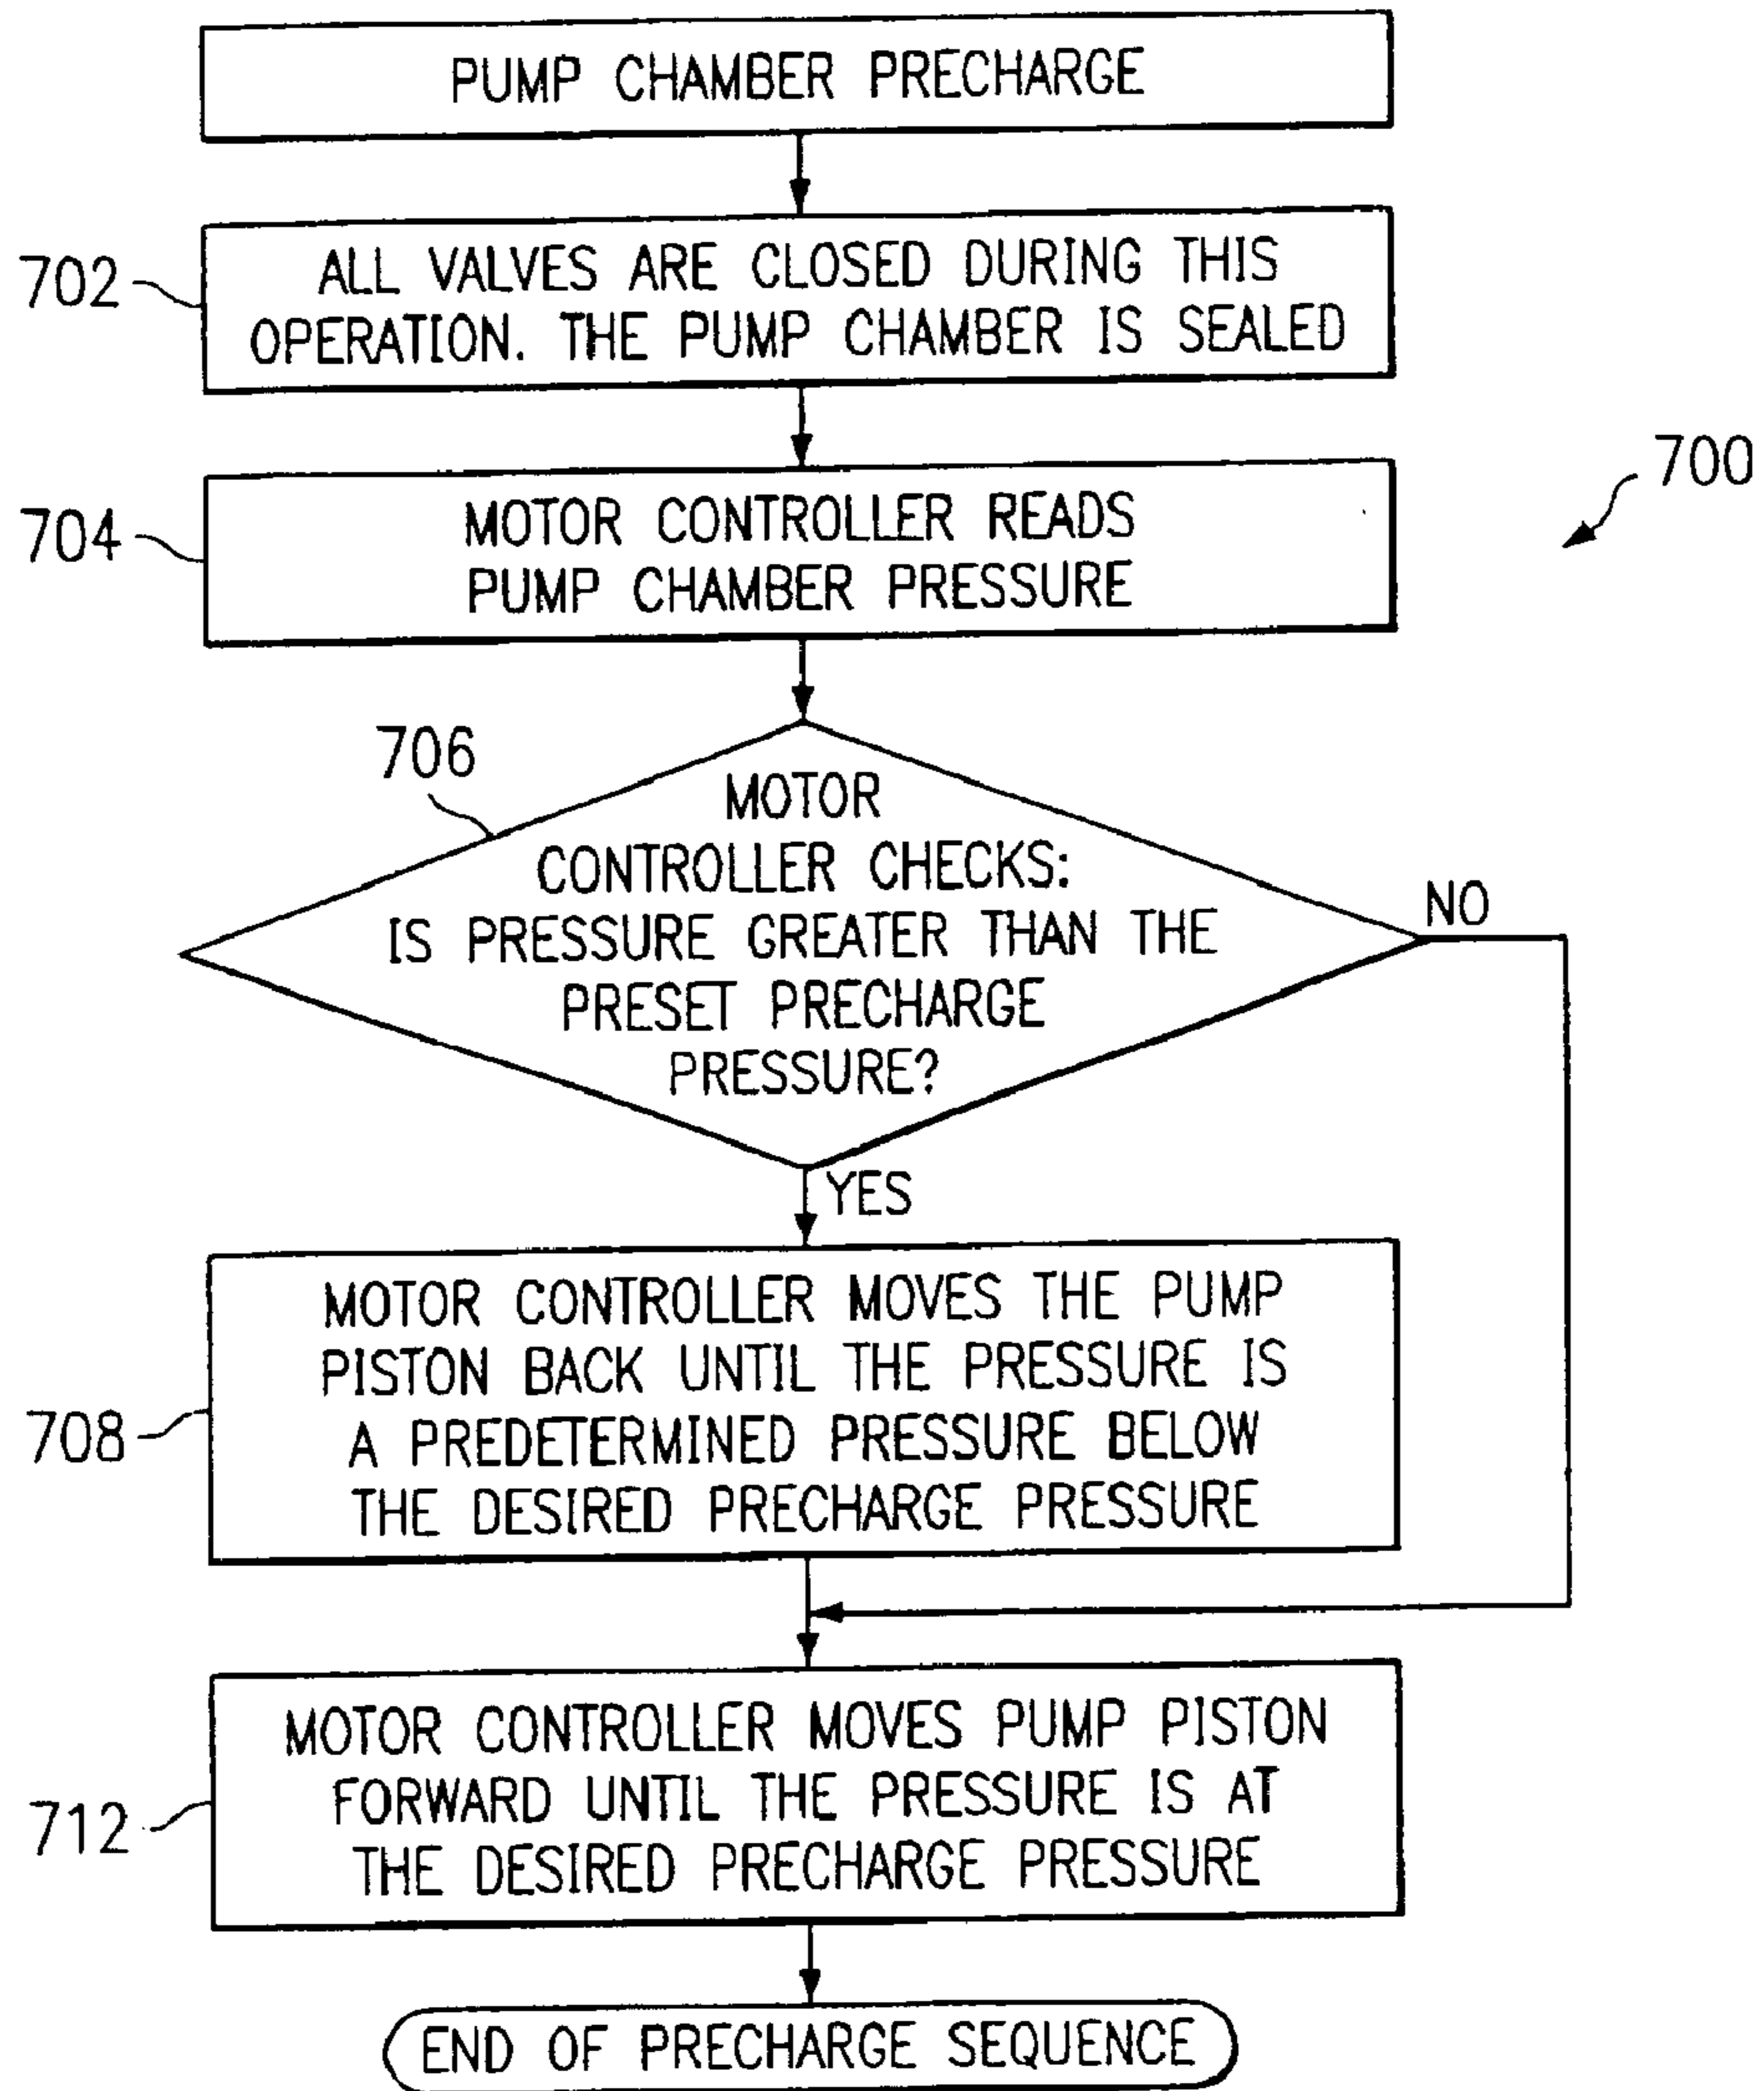 PUMP CHAMBER PRECHARGE
702
ALL VALVES ARE CLOSED DURING THIS
OPERATION. THE PUMP CHAMBER IS SEALED
700
704
MOTOR CONTROLLER READS
PUMP CHAMBER PRESSURE
706
MOTOR
CONTROLLER CHECKS:
IS PRESSURE GREATER THAN THE
PRESET PRECHARGE
PRESSURE?
NO
YES
708
MOTOR CONTROLLER MOVES THE PUMP
PISTON BACK UNTIL THE PRESSURE IS
A PREDETERMINED PRESSURE BELOW
THE DESIRED PRECHARGE PRESSURE
712
MOTOR CONTROLLER MOVES PUMP PISTON
FORWARD UNTIL THE PRESSURE IS AT
THE DESIRED PRECHARGE PRESSURE
END OF PRECHARGE SEQUENCE